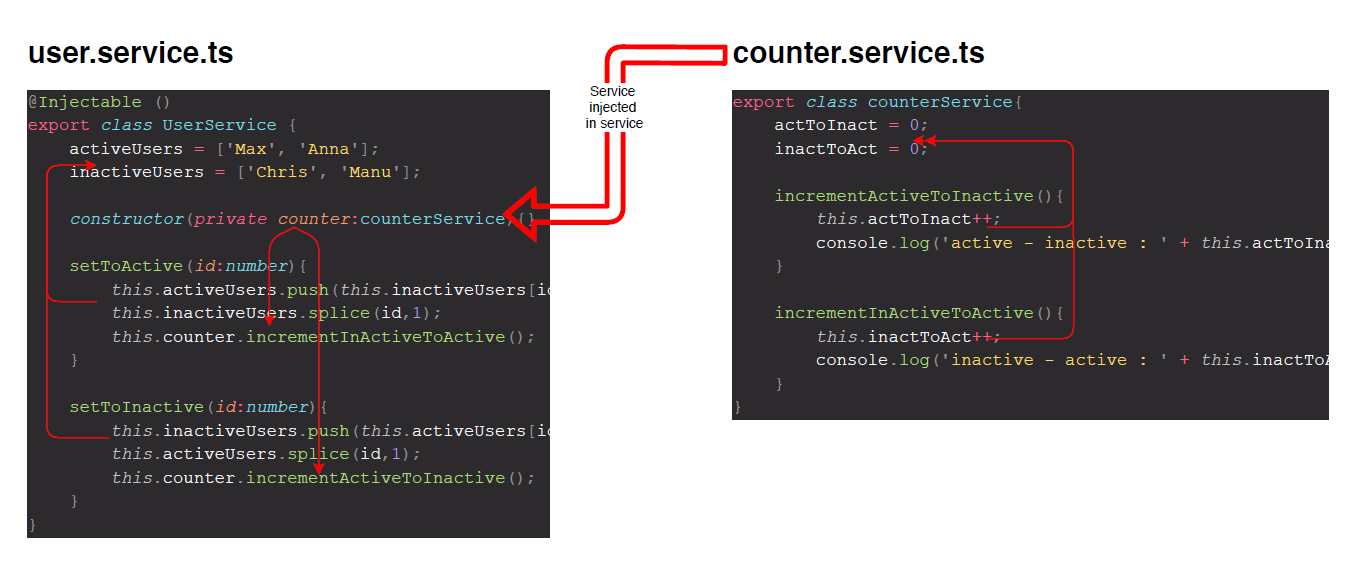 user.service.ts
@Injectable ()
export class UserService {
activeUsers = ['Max', 'Anna'];
inactiveUsers = ['Chris', 'Manu'];
constructor(private counter:counterService){}
setToActive(id:number){
this.activeUsers.push(this.inactiveUsers[id
this.inactiveUsers.splice(id,1);
this.counter.incrementInActiveToActive();
}
setToInactive(id:number){
this.inactiveUsers.push(this.activeUsers[id
this.activeUsers.splice(id,1);
this.counter.incrementActiveToInactive();
}
}
Service
injected
in service
counter.service.ts
export class counterService{
actToInact = 0;
inactToAct = 0;
incrementActiveToInactive(){
this.actToInact++;
console.log('active - inactive : ' + this.actToIna
}
incrementInActiveToActive(){
this.inactToAct++;
console.log('inactive - active : ' + this.inactToA
}
}